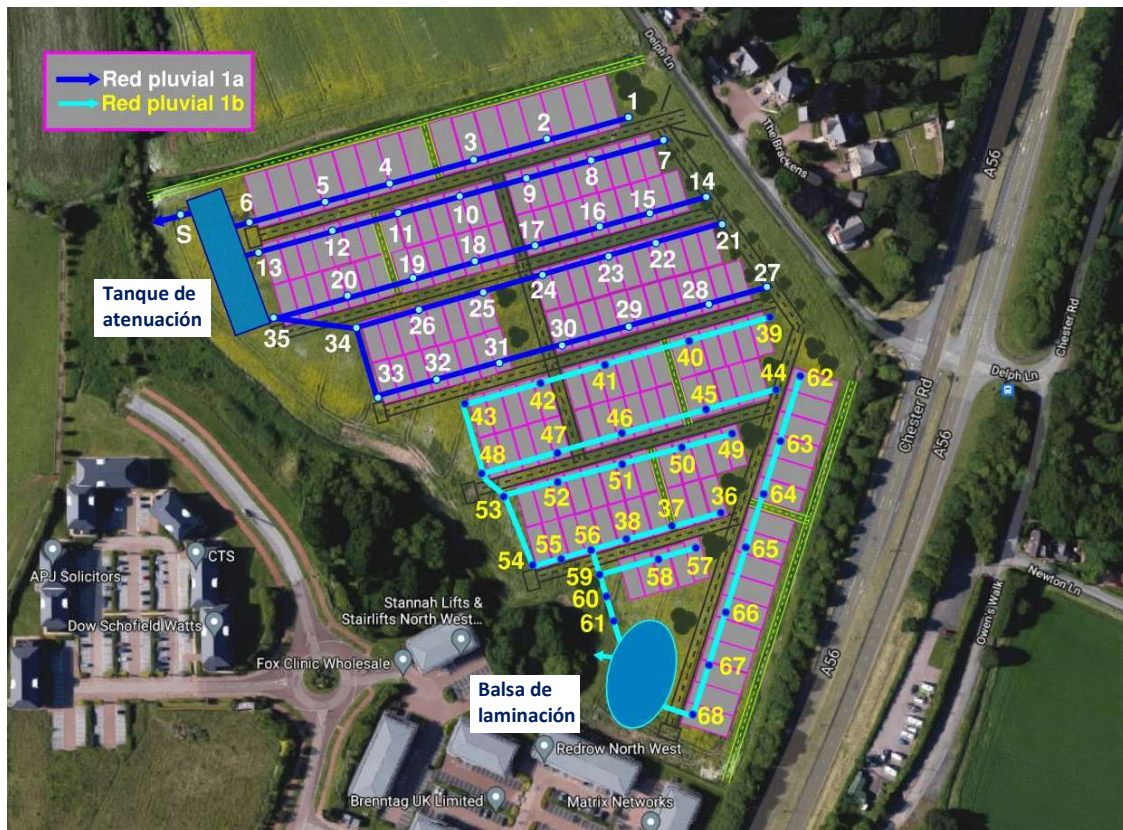 Red pluvial 1a
Red pluvial 1b
Delph Ln
The Brackens
A56
1
2
3
4
5
6
7
8
9
10
11
12
13
14
15
16
17
18
19
20
21
22
23
24
25
26
27
28
29
30
31
32
33
34
35
S
Tanque de
atenuación
Chester Rd
Delph Ln
Chester Rd
A56
39
40
41
42
43
44
45
46
47
48
49
50
51
52
53
54
55
56
36
37
38
57
58
59
60
61
62
63
64
65
66
67
68
CTS
APJ Solicitors
Dow Schofield Watts
Stannah Lifts &
Stairlifts North West...
Fox Clinic Wholesale
Newton Ln
Owen's Walk
A56
Balsa de
laminación
Redrow North West
Brenntag UK Limited
Matrix Networks